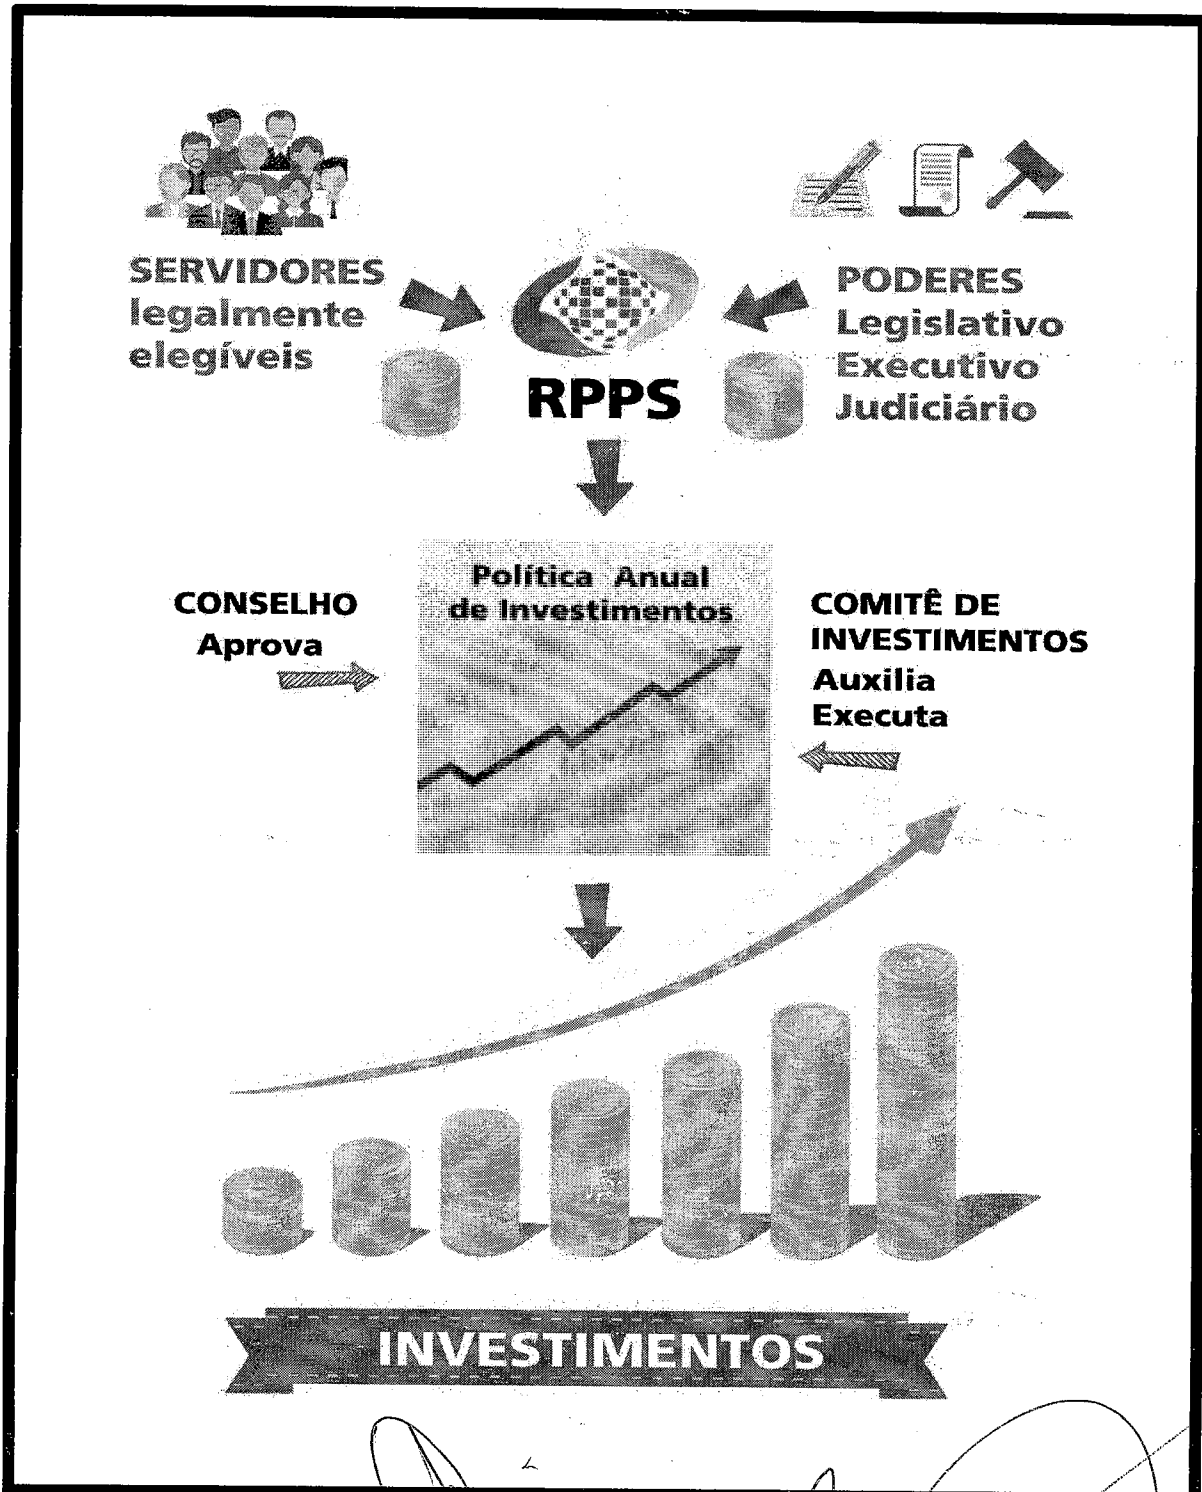 SERVIDORES
legalmente
elegíveis
RPPS
PODERES
Legislativo
Executivo
Judiciário
Política Anual
de Investimentos
CONSELHO
Aprova
COMITÊ DE
INVESTIMENTOS
Auxilia
Executa
INVESTIMENTOS